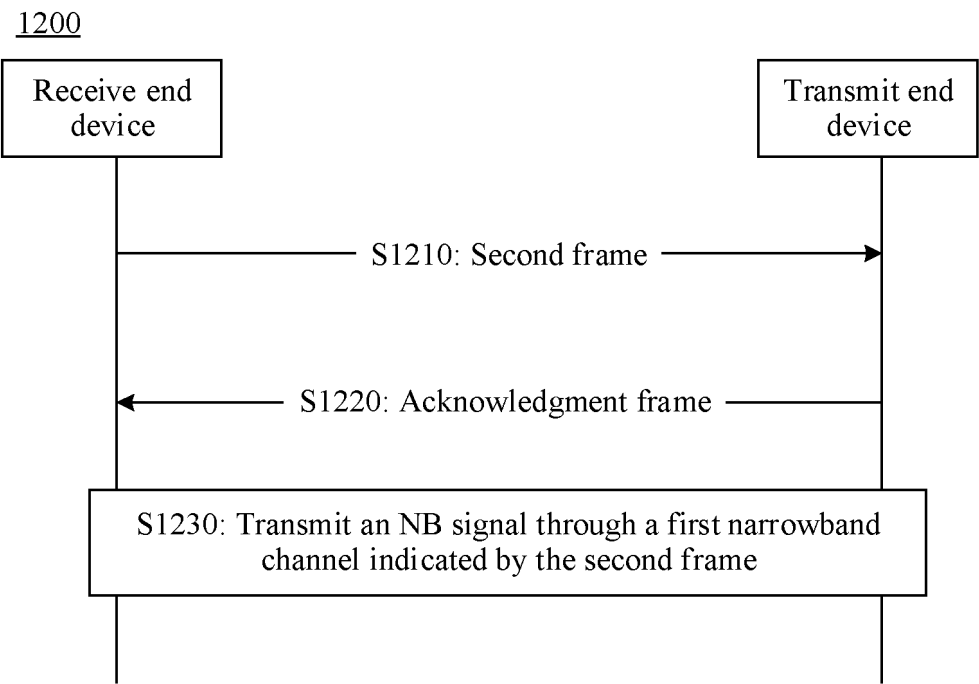 1200
Receive end
device
Transmit end
device
S1210: Second frame
S1220: Acknowledgment frame
S1230: Transmit an NB signal through a first narrowband
channel indicated by the second frame